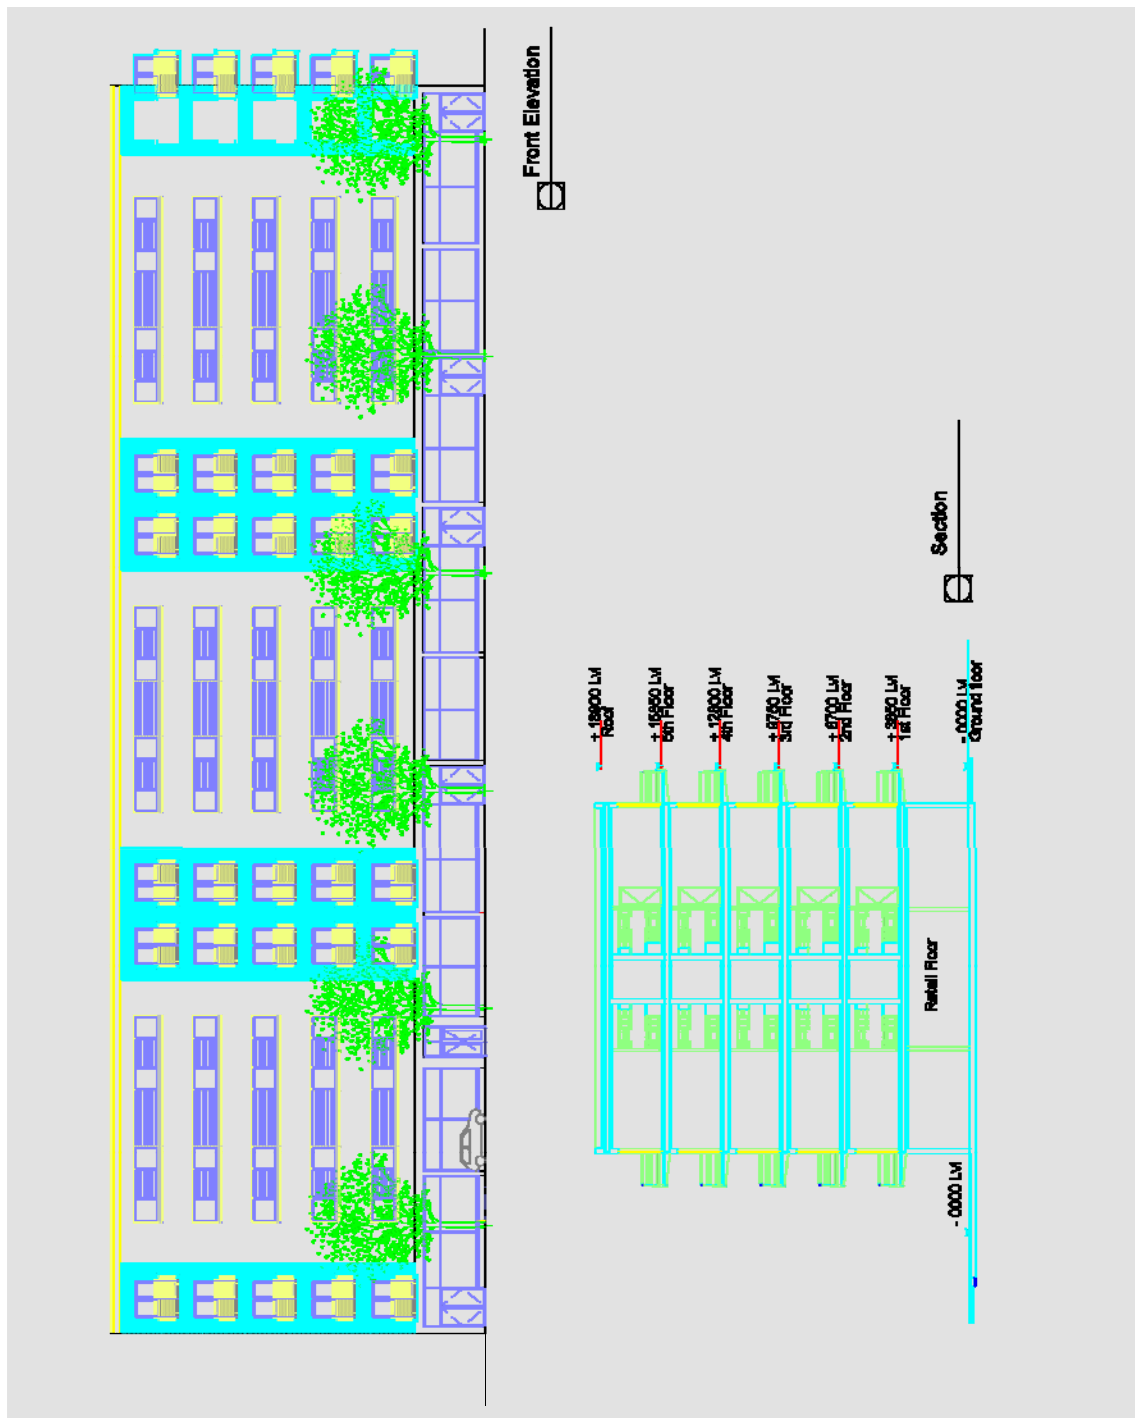 Front Elevation
Section
+ 18900 Lvl
Roof
+ 15850 Lvl
5th Floor
+ 12800 Lvl
4th Floor
+ 9750 Lvl
3rd Floor
+ 6700 Lvl
2nd Floor
+ 3650 Lvl
1st Floor
- 0000 Lvl
Ground floor
Retail Floor
- 0000 Lvl